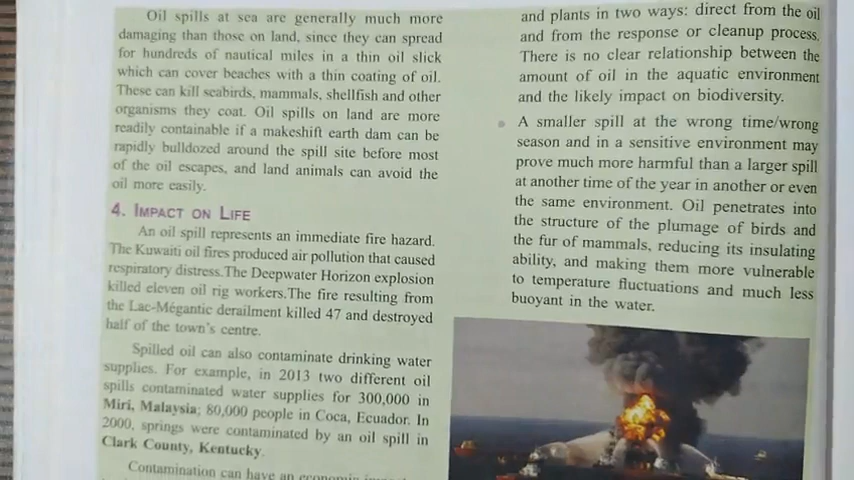 Oil spills at sea are generally much more
damaging than those on land, since they can spread
for hundreds of nautical miles in a thin oil slick
which can cover beaches with a thin coating of oil.
These can kill seabirds, mammals, shellfish and other
organisms they coat. Oil spills on land are more
readily containable if a makeshift earth dam can be
rapidly bulldozed around the spill site before most
of the oil escapes, and land animals can avoid the
oil more easily.
4. IMPACT ON LIFE
An oil spill represents an immediate fire hazard.
The Kuwaiti oil fires produced air pollution that caused
respiratory distress.The Deepwater Horizon explosion
killed eleven oil rig workers.The fire resulting from
the Lac-Mégantic derailment killed 47 and destroyed
half of the town's centre.
Spilled oil can also contaminate drinking water
supplies. For example, in 2013 two different oil
spills contaminated water supplies for 300,000 in
Miri, Malaysia; 80,000 people in Coca, Ecuador. In
2000, springs were contaminated by an oil spill in
Clark County, Kentucky.
Contamination can have an economic
and plants in two ways: direct from the oil
and from the response or cleanup process.
There is no clear relationship between the
amount of oil in the aquatic environment
and the likely impact on biodiversity.
• A smaller spill at the wrong time/wrong
season and in a sensitive environment may
prove much more harmful than a larger spill
at another time of the year in another or even
the same environment. Oil penetrates into
the structure of the plumage of birds and
the fur of mammals, reducing its insulating
ability, and making them more vulnerable
to temperature fluctuations and much less
buoyant in the water.